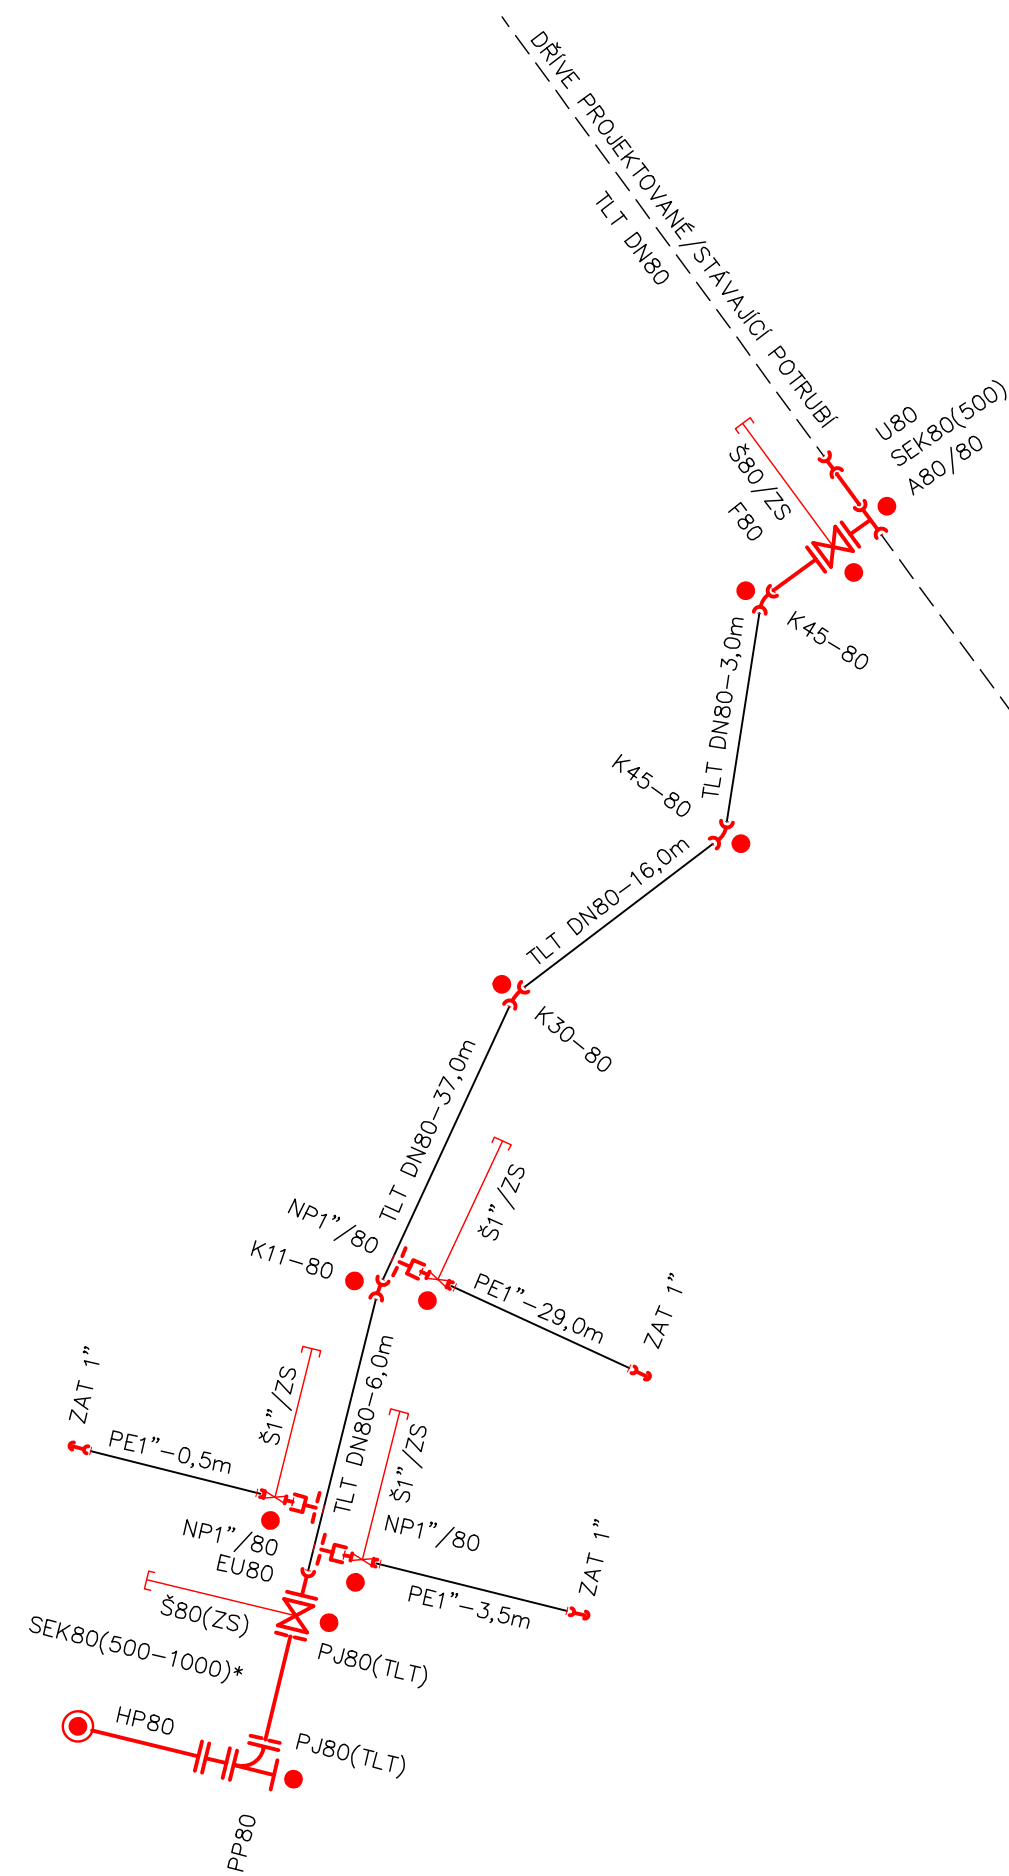 DŘÍVE PROJEKTOVANÉ/STÁVAJÍCÍ POTRUBÍ
TLT DN80
U80
SEK80(500)
A80/80
Š80/ZS
F80
K45-80
TLT DN80-3,0m
K45-80
TLT DN80-16,0m
K30-80
TLT DN80-37,0m
Š1"/ZS
NP1"/80
K11-80
PE1"-29,0m
ZAT 1"
TLT DN80-6,0m
Š1"/ZS
ZAT 1"
PE1"-0,5m
Š1"/ZS
NP1"/80
NP1"/80
EU80
ZAT 1"
PE1"-3,5m
Š80(ZS)
SEK80(500-1000)*
PJ80(TLT)
HP80
PJ80(TLT)
PP80